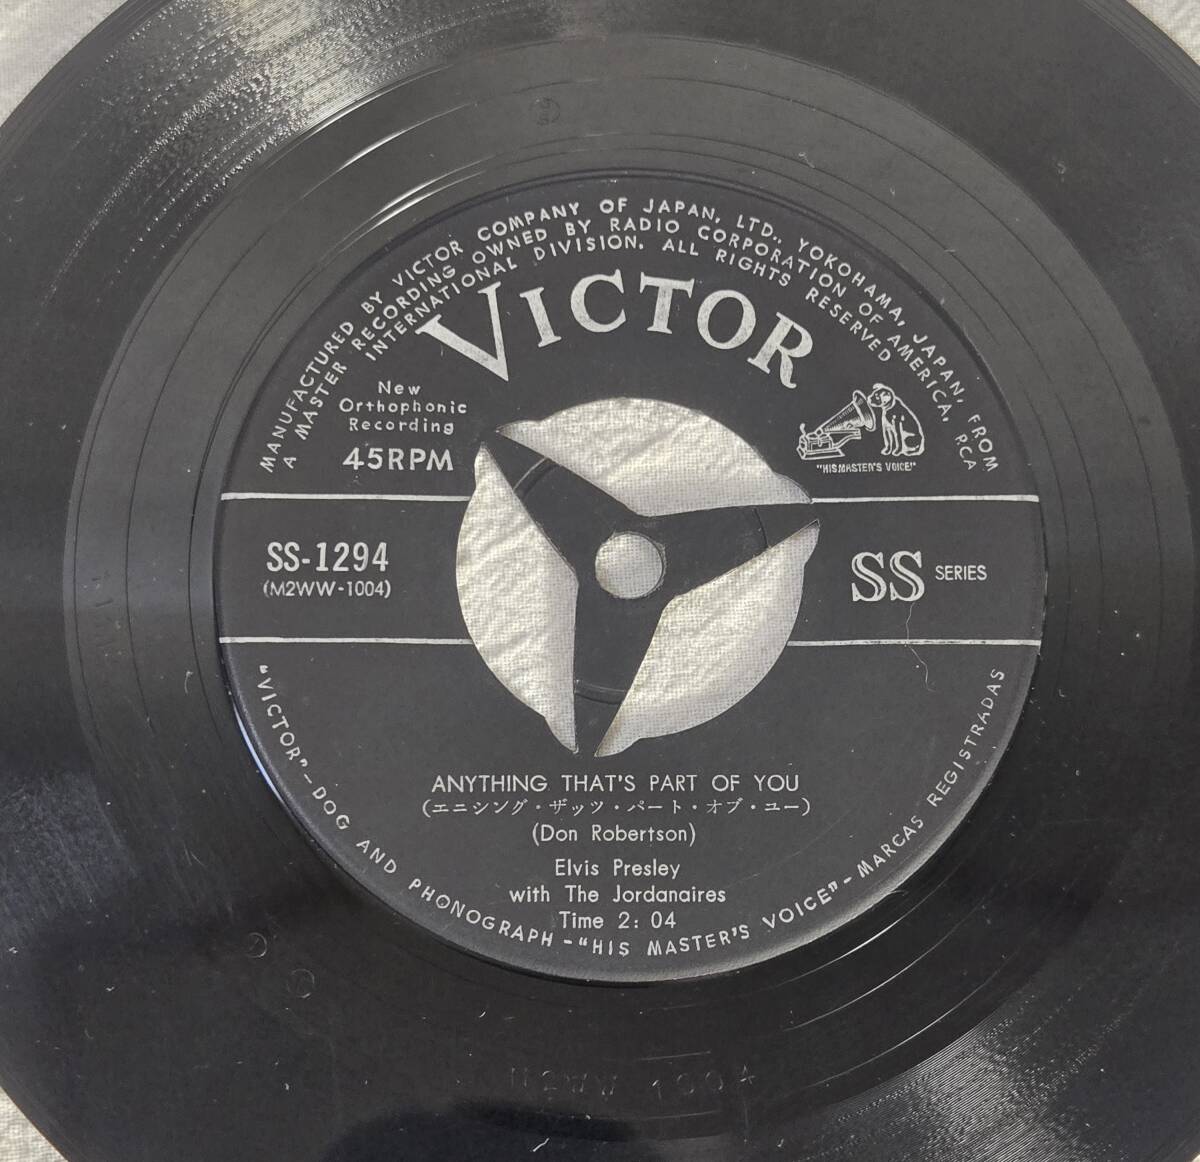 MANUFACTURED BY VICTOR COMPANY OF JAPAN, LTD., YOKOHAMA, JAPAN, FROM
A MASTER RECORDING OWNED BY RADIO CORPORATION OF AMERICA, RCA
INTERNATIONAL DIVISION. ALL RIGHTS RESERVED
VICTOR
New
Orthophonic
Recording
45RPM
"HIS MASTER'S VOICE"
SS-1294
(M2WW-1004)
SS SERIES
ANYTHING THAT'S PART OF YOU
(エニシング・ザッツ・パート・オブ・ユー)
(Don Robertson)
Elvis Presley
with The Jordanaires
Time 2: 04
"VICTOR"-DOG AND PHONOGRAPH-"HIS MASTER'S VOICE"-MARCAS REGISTRADAS
M2WW 1004